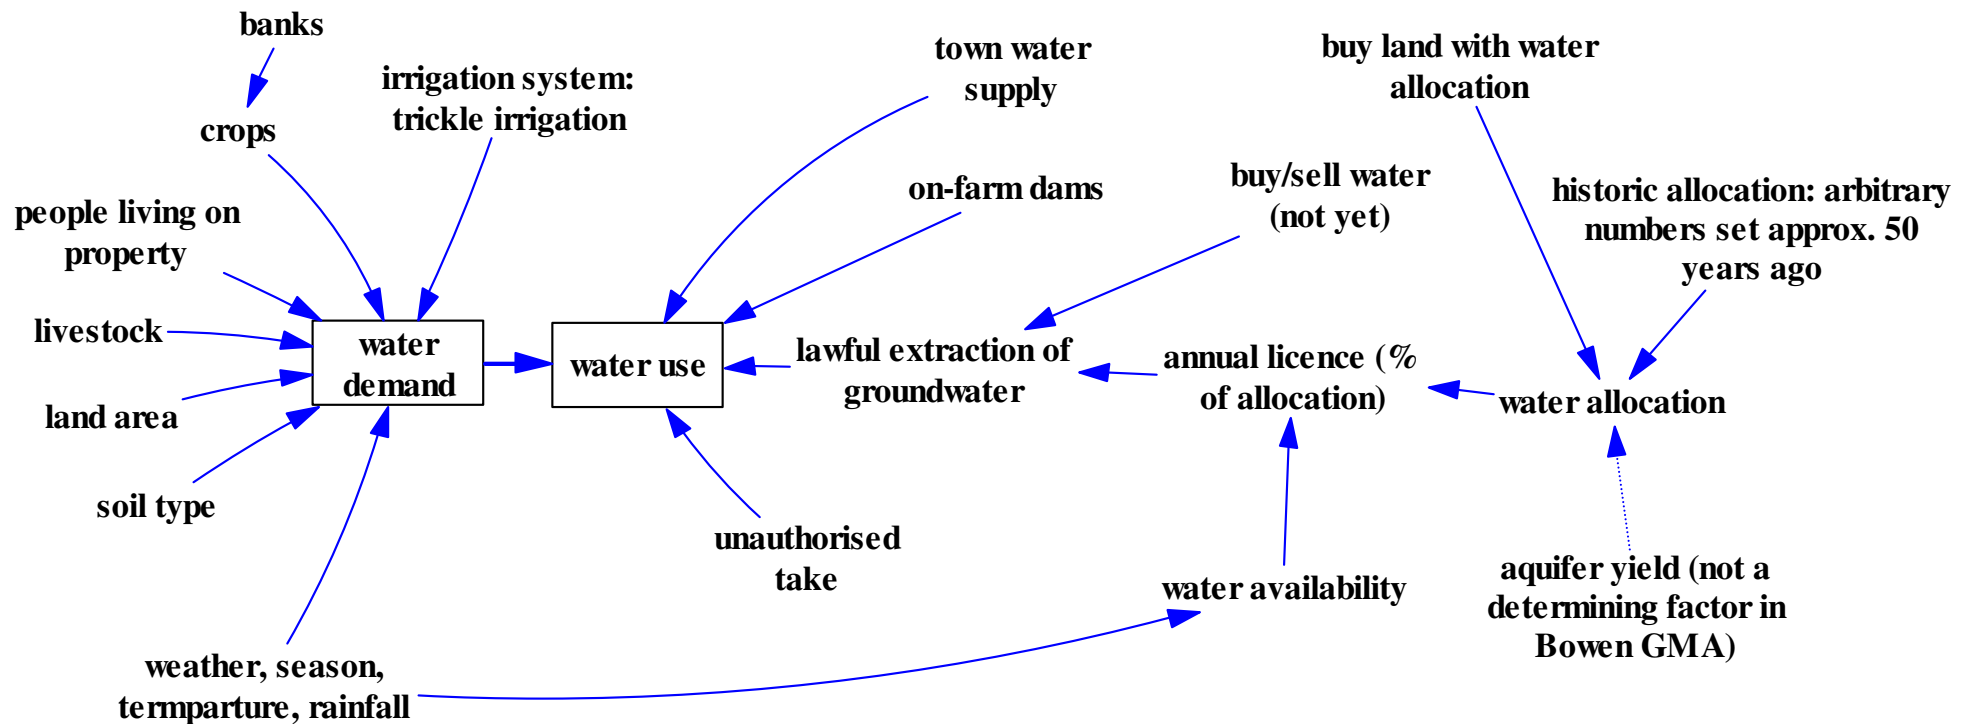 banks
crops
irrigation system:
trickle irrigation
town water
supply
buy land with water
allocation
people living on
property
on-farm dams
buy/sell water
(not yet)
historic allocation: arbitrary
numbers set approx. 50
years ago
livestock
water
demand
water use
lawful extraction of
groundwater
annual licence (%
of allocation)
water allocation
land area
soil type
unauthorised
take
water availability
aquifer yield (not a
determining factor in
Bowen GMA)
weather, season,
termparture, rainfall